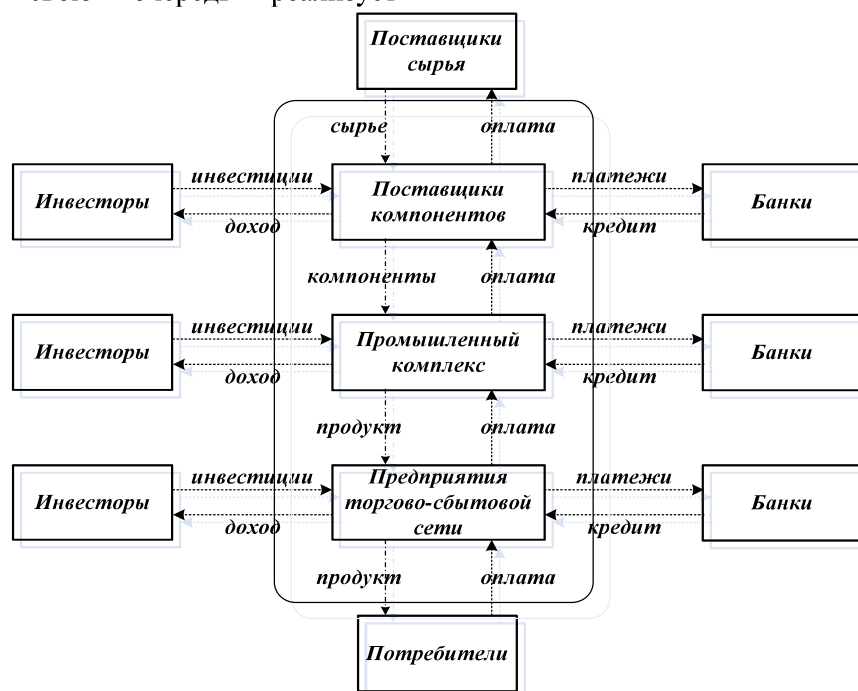 Поставщики
сырья
сырье
оплата
инвестиции
платежи
Инвесторы
Поставщики
компонентов
Банки
доход
кредит
компоненты
оплата
инвестиции
платежи
Инвесторы
Промышленный
комплекс
Банки
доход
кредит
продукт
оплата
инвестиции
платежи
Инвесторы
Предприятия
торгово-сбытовой
сети
Банки
доход
кредит
продукт
оплата
Потребители